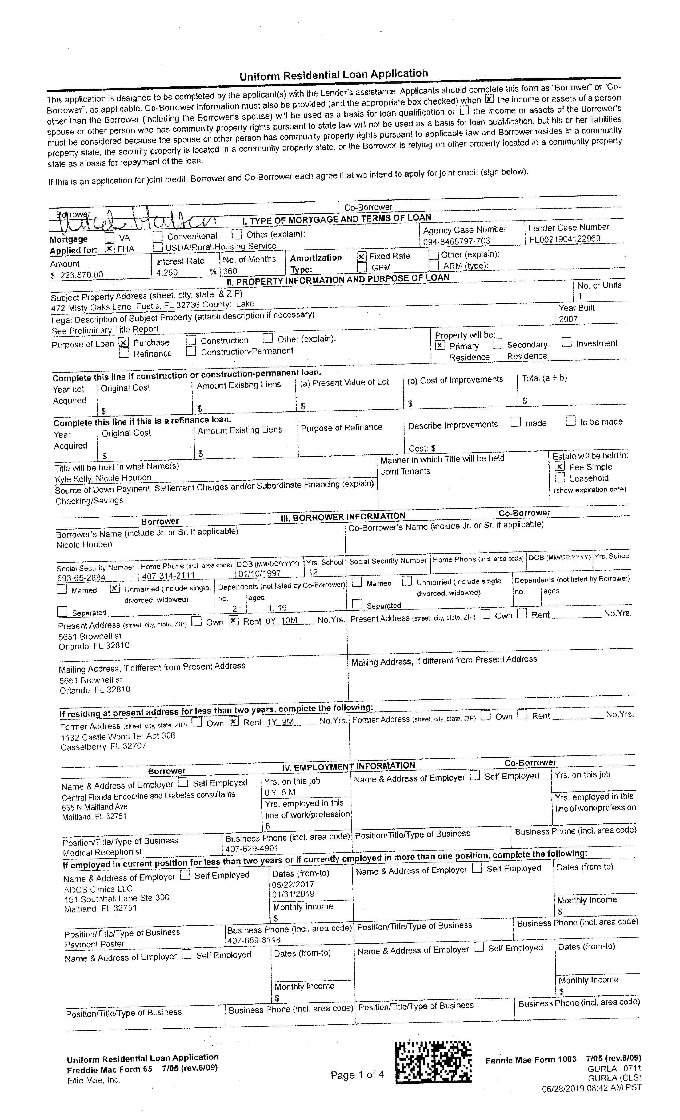 Uniform Residential Loan Application
This application is designed to be completed by the applicant(s) with the Lender's assistance. Applicants should complete this form as "Borrower" or "Co-
Borrower", as applicable. Co-Borrower information must also be provided (and the appropriate box checked) when ☒ the income or assets of a person
other than the Borrower (including the Borrower's spouse) will be used as a basis for loan qualification or ☐ the income or assets of the Borrower's
spouse or other person who has community property rights pursuant to state law will not be used as a basis for loan qualification, but his or her liabilities
must be considered because the spouse or other person has community property rights pursuant to applicable law and Borrower resides in a community
property state, the security property is located in a community property state, or the Borrower is relying on other property located in a community property
state as a basis for repayment of the loan.
If this is an application for joint credit, Borrower and Co-Borrower each agree that we intend to apply for joint credit (sign below):
Borrower Co-Borrower
I. TYPE OF MORTGAGE AND TERMS OF LOAN
Mortgage Applied for: ☐ VA ☒ FHA ☐ Conventional ☐ USDA/Rural Housing Service ☐ Other (explain):
Agency Case Number
Lender Case Number
Amount $ 223,870.00
Interest Rate 4.250 %
No. of Months 360
Amortization Type: ☒ Fixed Rate ☐ GPM ☐ Other (explain): ☐ ARM (type):
II. PROPERTY INFORMATION AND PURPOSE OF LOAN
Subject Property Address (street, city, state & ZIP) No. of Units
472 Misty Oaks Lane, Eustis, FL 32736 County: Lake 1
Legal Description of Subject Property (attach description if necessary) Year Built
See Preliminary Title Report 2007
Purpose of Loan ☒ Purchase ☐ Refinance ☐ Construction ☐ Construction-Permanent ☐ Other (explain):
Property will be: ☒ Primary Residence ☐ Secondary Residence ☐ Investment
Complete this line if construction or construction-permanent loan.
Year Lot Acquired Original Cost $ Amount Existing Liens $ (a) Present Value of Lot $ (b) Cost of Improvements $ Total (a + b) $
Complete this line if this is a refinance loan.
Year Acquired Original Cost $ Amount Existing Liens $ Purpose of Refinance Describe Improvements ☐ made ☐ to be made
Cost: $
Title will be held in what Name(s) Manner in which Title will be held Estate will be held in:
Kyle Kelly, Nicole Houben Joint Tenants ☒ Fee Simple
Source of Down Payment, Settlement Charges and/or Subordinate Financing (explain) ☐ Leasehold
Checking/Savings (show expiration date)
Borrower III. BORROWER INFORMATION Co-Borrower
Borrower's Name (include Jr. or Sr. if applicable) Co-Borrower's Name (include Jr. or Sr. if applicable)
Nicole Houben
Social Security Number Home Phone (incl. area code) DOB (MM/DD/YYYY) Yrs. School Social Security Number Home Phone (incl. area code) DOB (MM/DD/YYYY) Yrs. School
407-314-2111 12
☐ Married ☒ Unmarried (include single, divorced, widowed) ☐ Separated Dependents (not listed by Co-Borrower) no. 2 ages
☐ Married ☐ Unmarried (include single, divorced, widowed) ☐ Separated Dependents (not listed by Borrower) no. ages
Present Address (street, city, state, ZIP) ☐ Own ☒ Rent 0Y 10M No.Yrs. Present Address (street, city, state, ZIP) ☐ Own ☐ Rent No.Yrs.
5661 Brownell st
Orlando, FL 32810
Mailing Address, if different from Present Address Mailing Address, if different from Present Address
5661 Brownell st
Orlando, FL 32810
If residing at present address for less than two years, complete the following:
Former Address (street, city, state, ZIP) ☐ Own ☒ Rent 1Y 9M No.Yrs. Former Address (street, city, state, ZIP) ☐ Own ☐ Rent No.Yrs.
Casselberry, FL 32707
Borrower IV. EMPLOYMENT INFORMATION Co-Borrower
Name & Address of Employer ☐ Self Employed Yrs. on this job Name & Address of Employer ☐ Self Employed Yrs. on this job
Central Florida Endocrine and Diabetes consultants
Maitland, FL 32751
Yrs. employed in this line of work/profession Yrs. employed in this line of work/profession
Position/Title/Type of Business Business Phone (incl. area code) Position/Title/Type of Business Business Phone (incl. area code)
Medical Receptionist
If employed in current position for less than two years or if currently employed in more than one position, complete the following:
Name & Address of Employer ☐ Self Employed Dates (from-to) Name & Address of Employer ☐ Self Employed Dates (from-to)
ADCS Clinics LLC 05/22/2017
151 Southhall Lane Ste 300 01/31/2019
Maitland, FL 32751 Monthly Income $ Monthly Income $
Position/Title/Type of Business Business Phone (incl. area code) Position/Title/Type of Business Business Phone (incl. area code)
Payment Poster
Name & Address of Employer ☐ Self Employed Dates (from-to) Name & Address of Employer ☐ Self Employed Dates (from-to)
Monthly Income $ Monthly Income $
Position/Title/Type of Business Business Phone (incl. area code) Position/Title/Type of Business Business Phone (incl. area code)
Uniform Residential Loan Application
Freddie Mac Form 65 7/05 (rev.6/09)
Ellie Mae, Inc.
Page 1 of 4
Fannie Mae Form 1003 7/05 (rev.6/09)
GURLA 0711
GURLA (CLS)
06/28/2019 08:42 AM PST